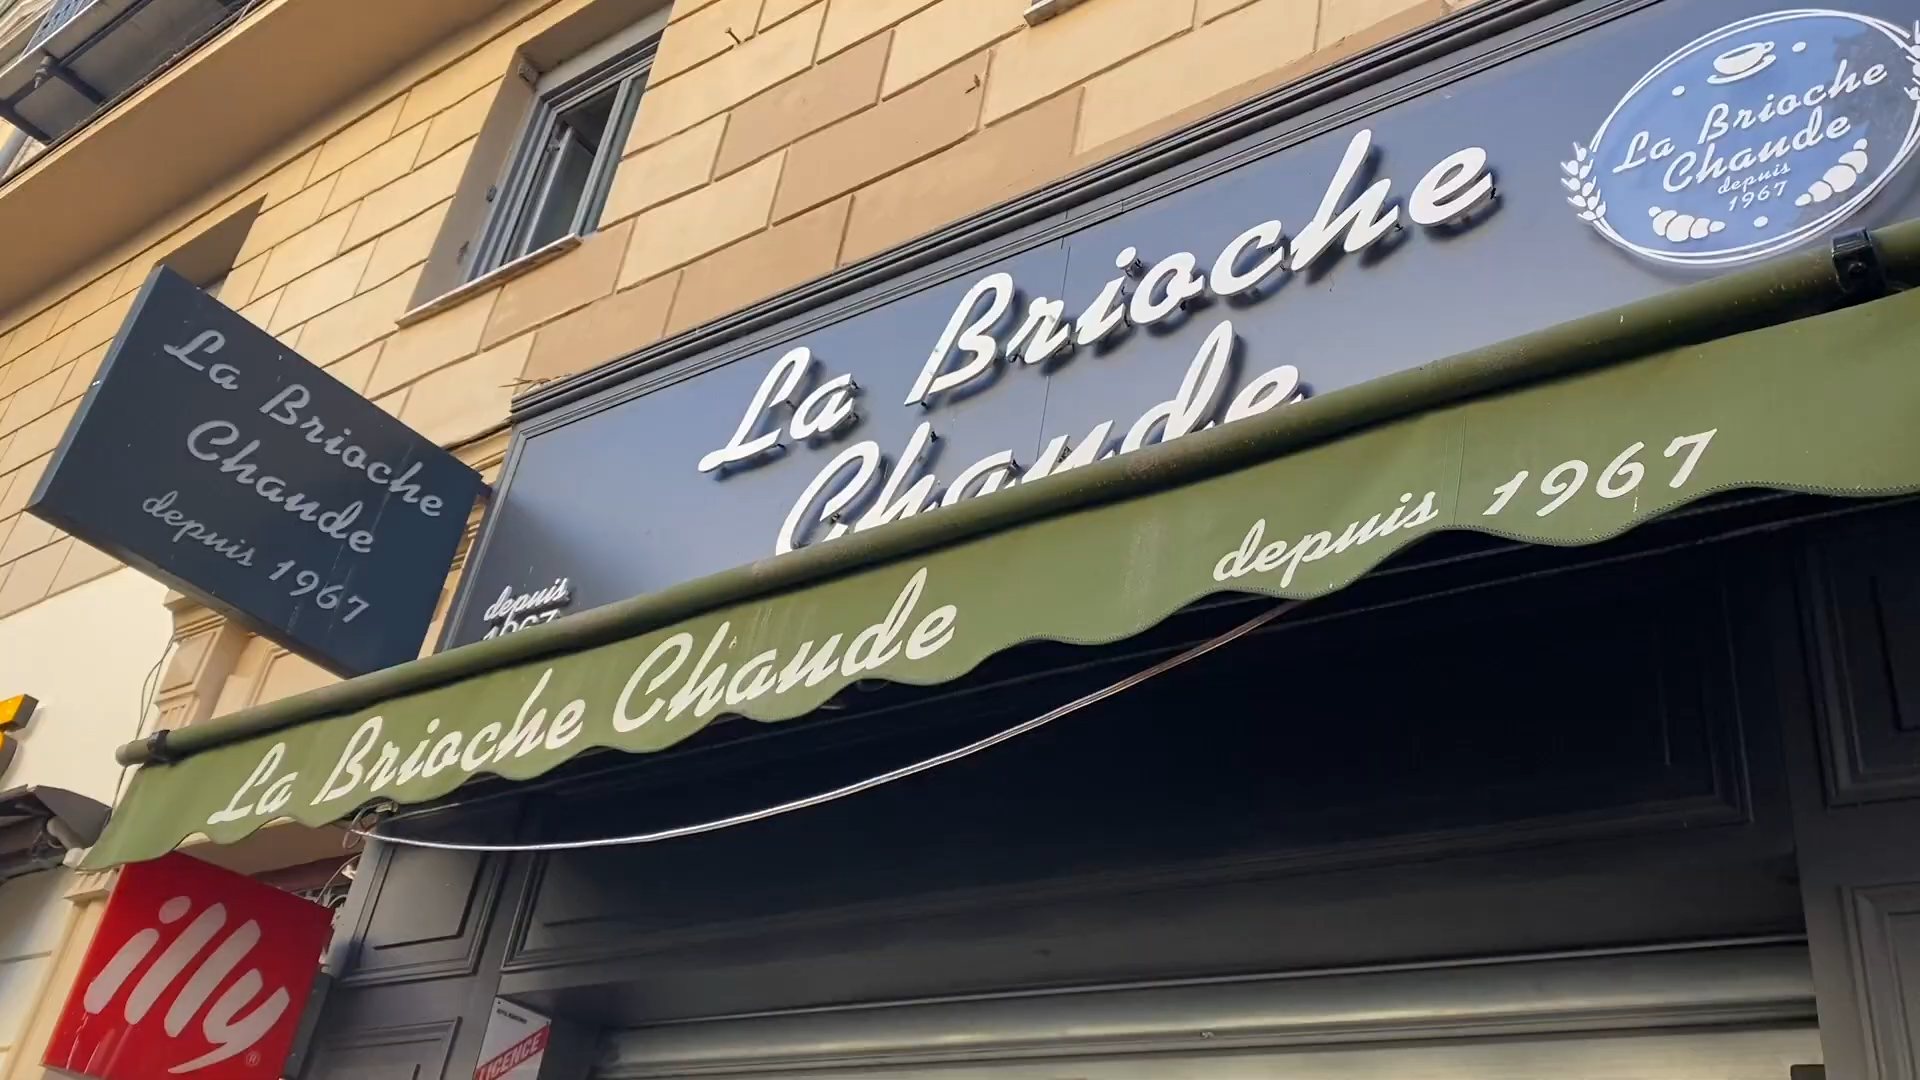 La Brioche
Chaude
depuis
1967
La Brioche
Chaude
depuis
1967
La Brioche
Chaude
depuis 1967
La Brioche Chaude depuis 1967
illy
LICENCE